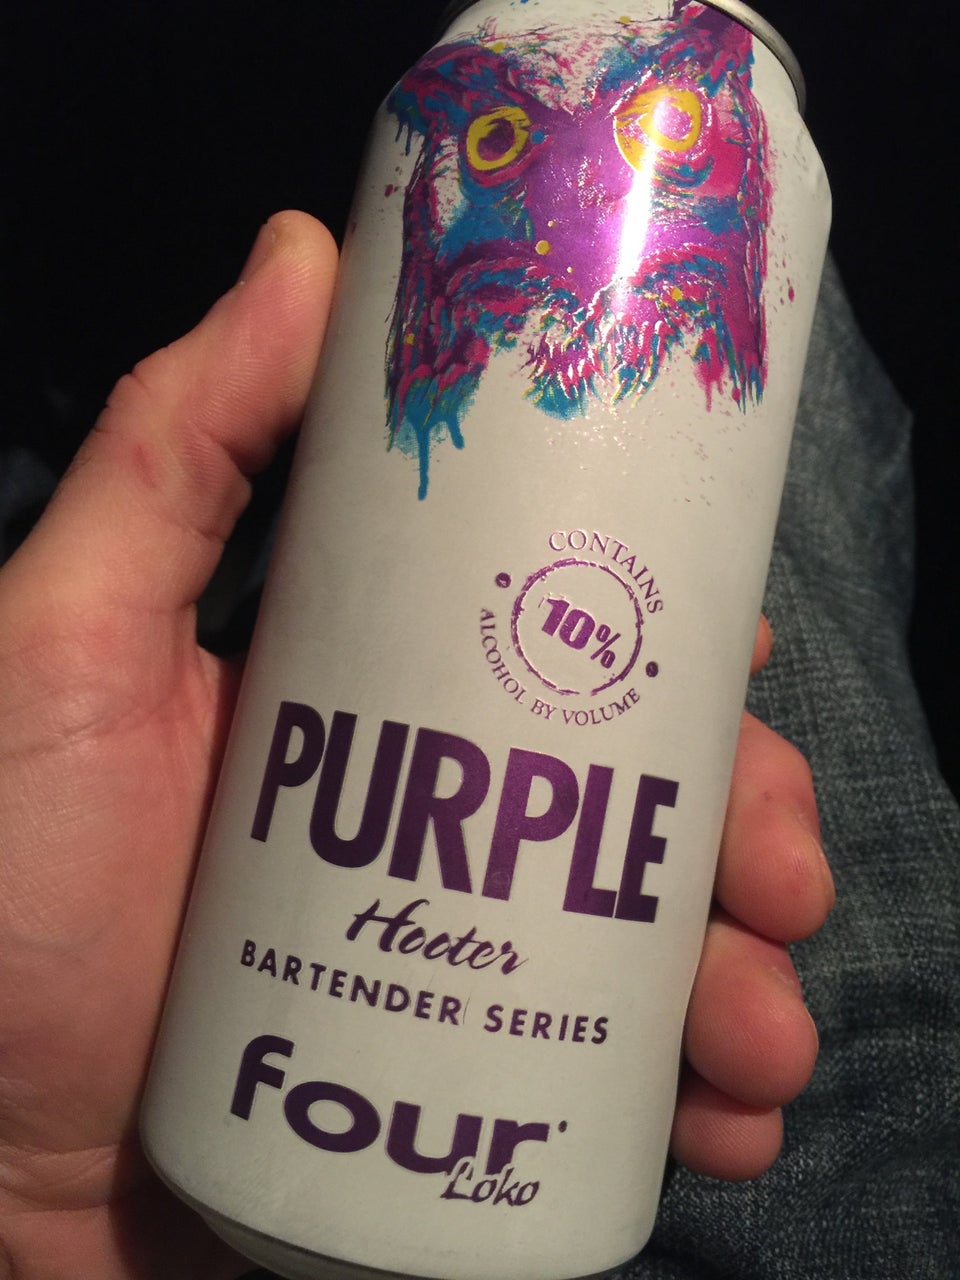 CONTAINS
10%
ALCOHOL BY VOLUME
PURPLE
Hooter
BARTENDER SERIES
four
Loko